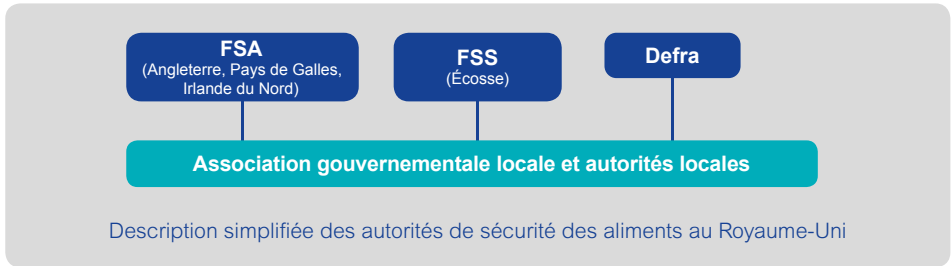 FSA
(Angleterre, Pays de Galles,
Irlande du Nord)
FSS
(Écosse)
Defra
Association gouvernementale locale et autorités locales
Description simplifiée des autorités de sécurité des aliments au Royaume-Uni